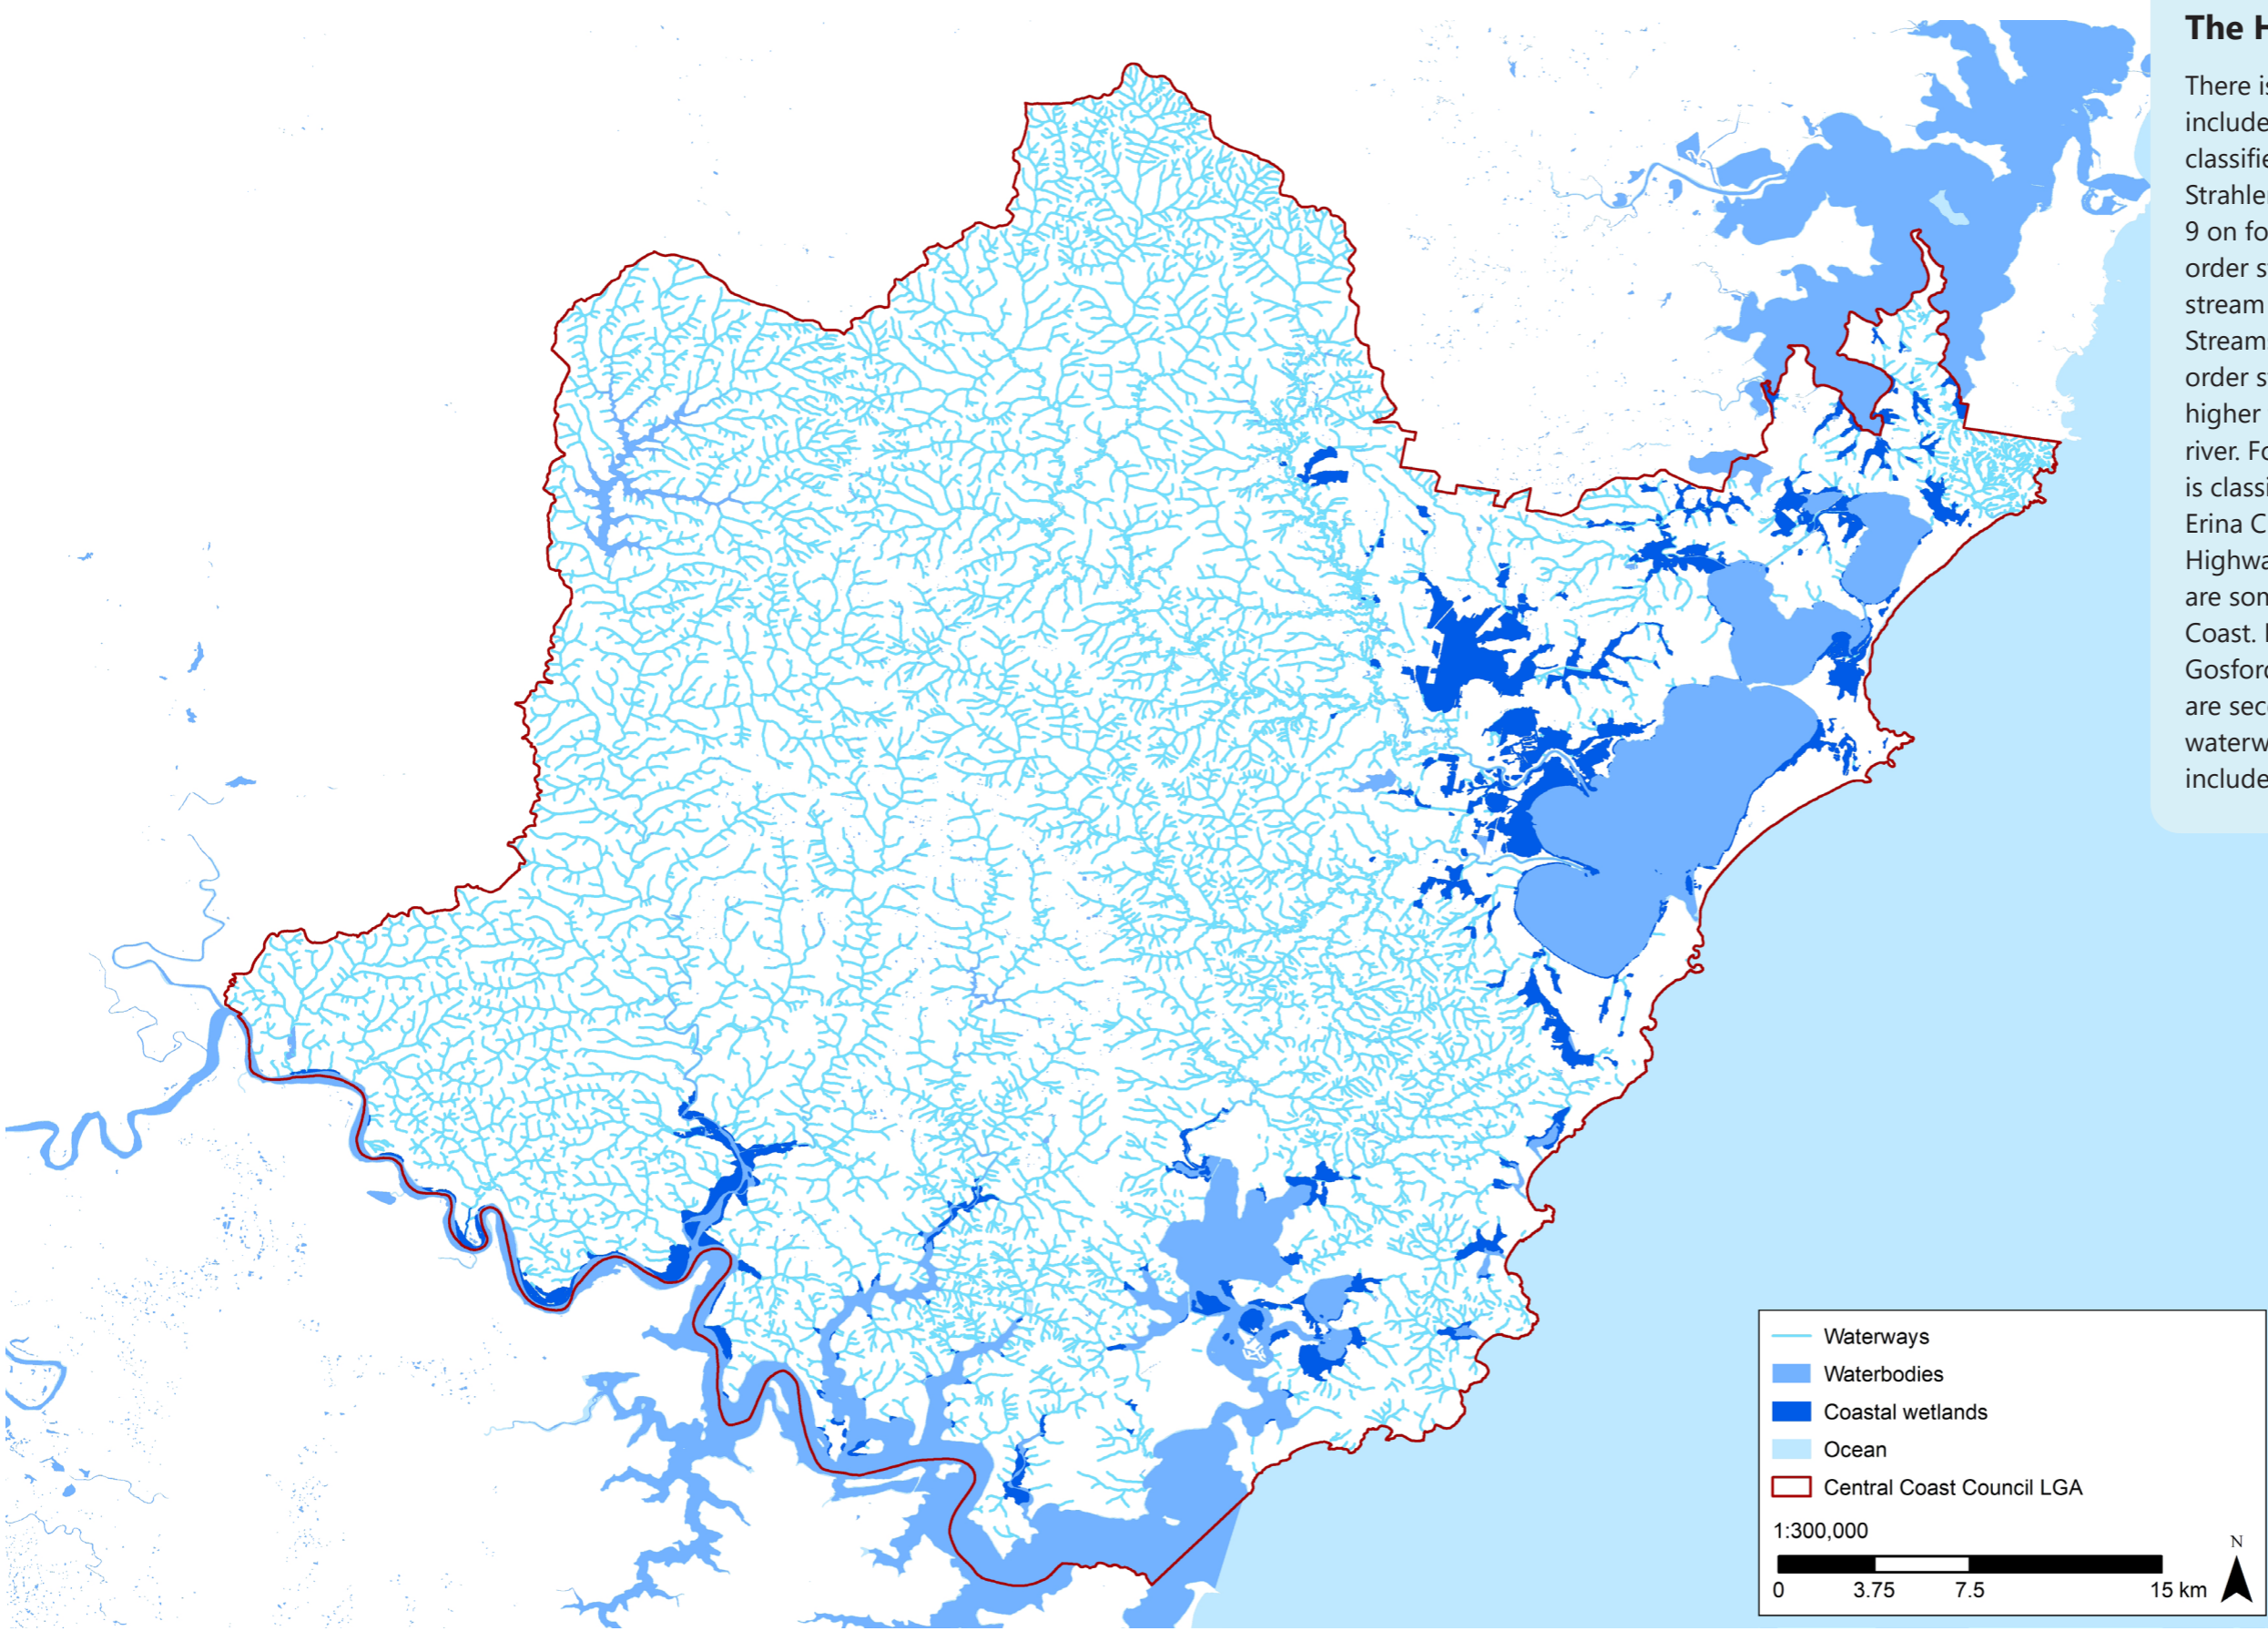 The H
There is
include
classifie
Strahle
9 on fo
order s
stream
Stream
order s
higher
river. Fo
is classi
Erina C
Highwa
are som
Coast.
Gosford
are seco
waterw
include
Waterways
Waterbodies
Coastal wetlands
Ocean
Central Coast Council LGA
1:300,000
N
0 3.75 7.5 15 km